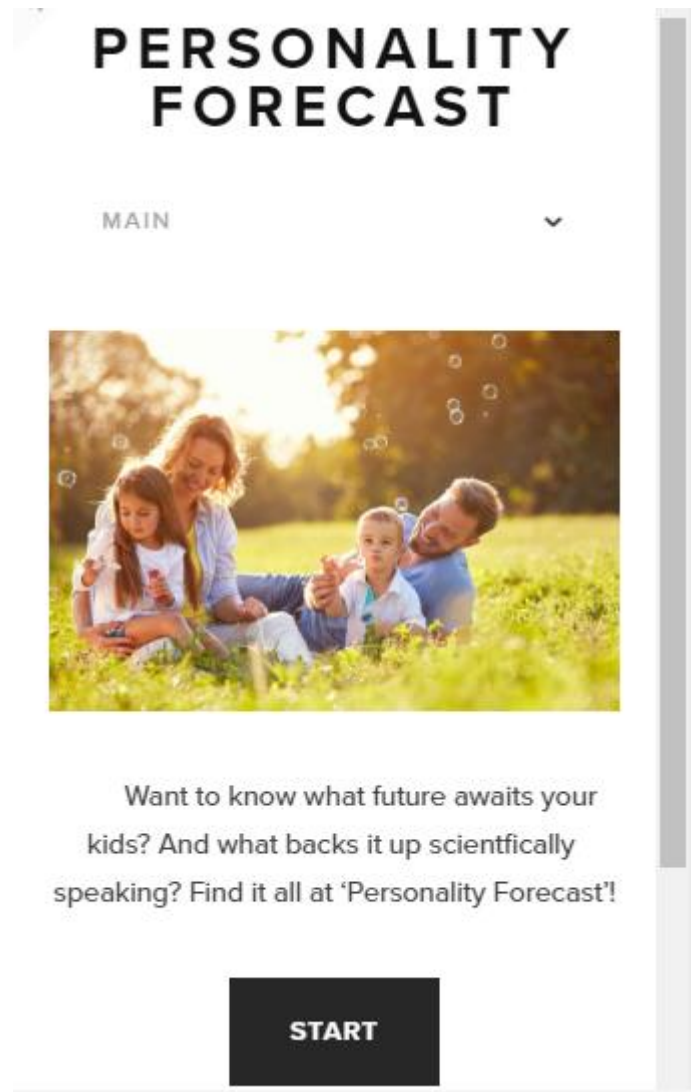 PERSONALITY
FORECAST
MAIN
Want to know what future awaits your
kids? And what backs it up scientfically
speaking? Find it all at ‘Personality Forecast’!
START